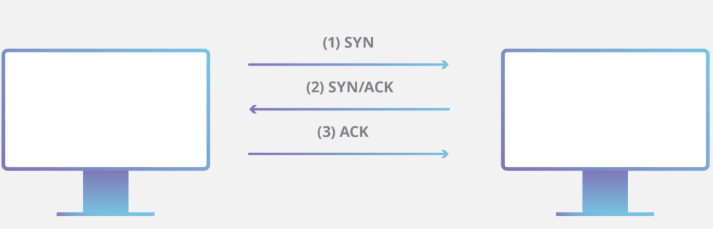 (1) SYN
(2) SYN/ACK
(3) ACK